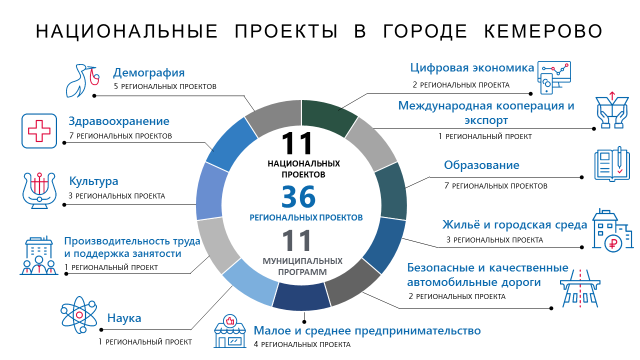 НАЦИОНАЛЬНЫЕ ПРОЕКТЫ В ГОРОДЕ КЕМЕРОВО
Демография
5 РЕГИОНАЛЬНЫХ ПРОЕКТОВ
Здравоохранение
7 РЕГИОНАЛЬНЫХ ПРОЕКТОВ
Культура
3 РЕГИОНАЛЬНЫХ ПРОЕКТА
Производительность труда
и поддержка занятости
1 РЕГИОНАЛЬНЫЙ ПРОЕКТ
Наука
1 РЕГИОНАЛЬНЫЙ ПРОЕКТ
11
НАЦИОНАЛЬНЫХ
ПРОЕКТОВ
36
РЕГИОНАЛЬНЫХ ПРОЕКТОВ
11
МУНИЦИПАЛЬНЫХ
ПРОГРАММ
Цифровая экономика
2 РЕГИОНАЛЬНЫХ ПРОЕКТА
Международная кооперация и
экспорт
1 РЕГИОНАЛЬНЫЙ ПРОЕКТ
Образование
7 РЕГИОНАЛЬНЫХ ПРОЕКТОВ
Жильё и городская среда
3 РЕГИОНАЛЬНЫХ ПРОЕКТА
₽
Безопасные и качественные
автомобильные дороги
2 РЕГИОНАЛЬНЫХ ПРОЕКТА
Малое и среднее предпринимательство
4 РЕГИОНАЛЬНЫХ ПРОЕКТА